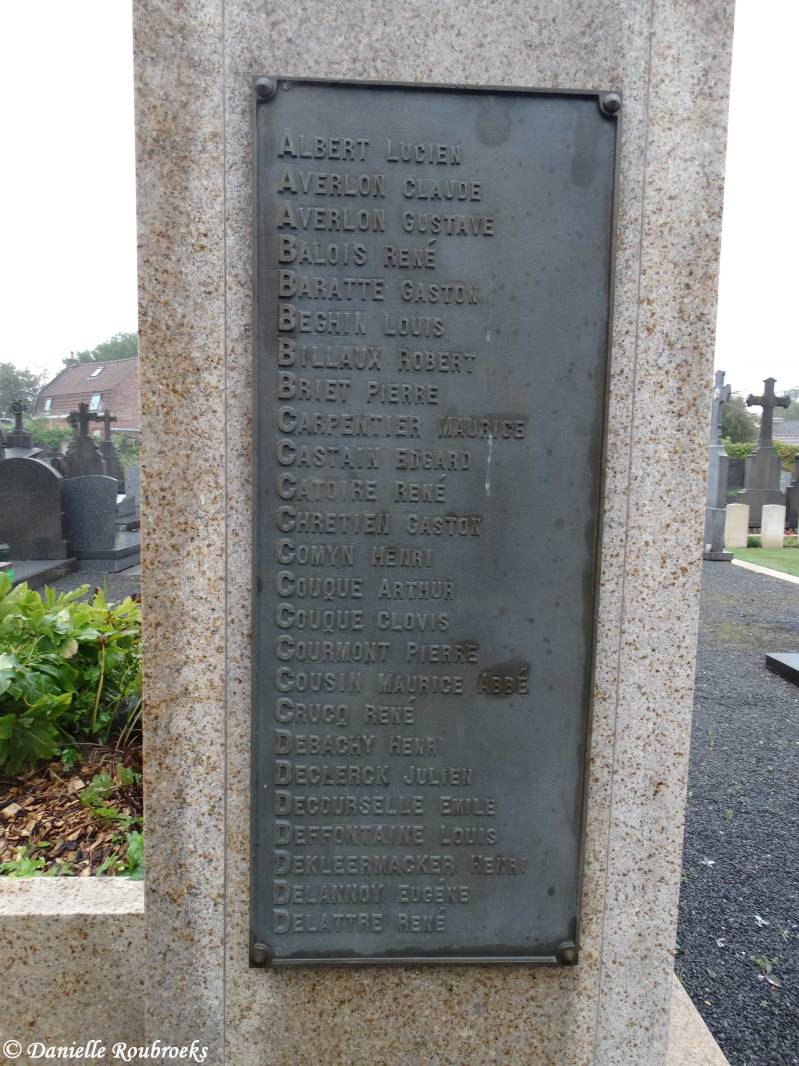 ALBERT LUCIEN
AVERLON CLAUDE
AVERLON GUSTAVE
BALOIS RENÉ
BARATTE GASTON
BEGHIN LOUIS
BILLAUX ROBERT
BRIET PIERRE
CARPENTIER MAURICE
CASTAIN EDGARD
CATOIRE RENÉ
CHRETIEN GASTON
COMYN HENRI
COUQUE ARTHUR
COUQUE CLOVIS
COURMONT PIERRE
COUSIN MAURICE ABBÉ
CRUCQ RENÉ
DEBACHY HENRI
DECLERCK JULIEN
DECOURSELLE EMILE
DEFFONTAINE LOUIS
DEKLEERMACKER HENRI
DELANNOY EUGÉNE
DELATTRE RENÉ
© Danielle Roubroeks